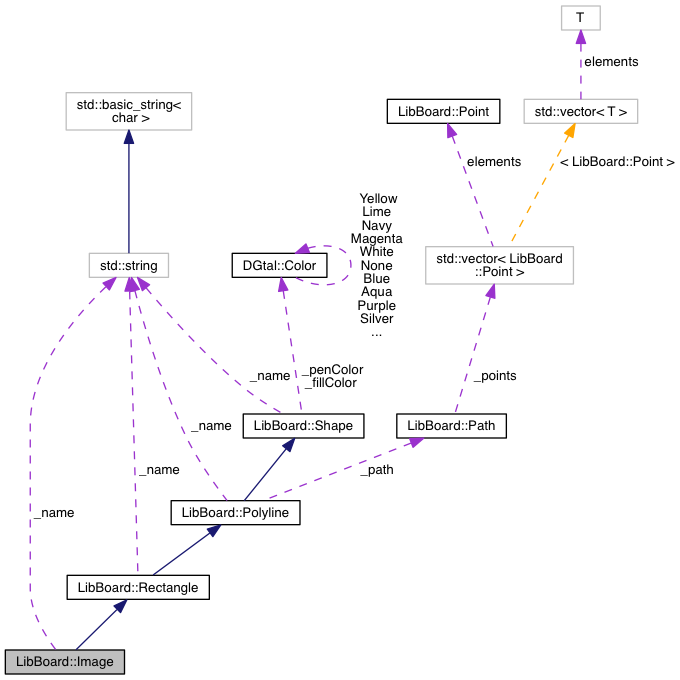 T
elements
std::basic_string<
char >
LibBoard::Point
std::vector< T >
elements
< LibBoard::Point >
Yellow
Lime
Navy
Magenta
White
None
Blue
Aqua
Purple
Silver
...
std::string
DGtal::Color
std::vector< LibBoard
::Point >
_name
_penColor
_fillColor
_points
LibBoard::Shape
LibBoard::Path
_name
_name
_path
_name
LibBoard::Polyline
LibBoard::Rectangle
LibBoard::Image